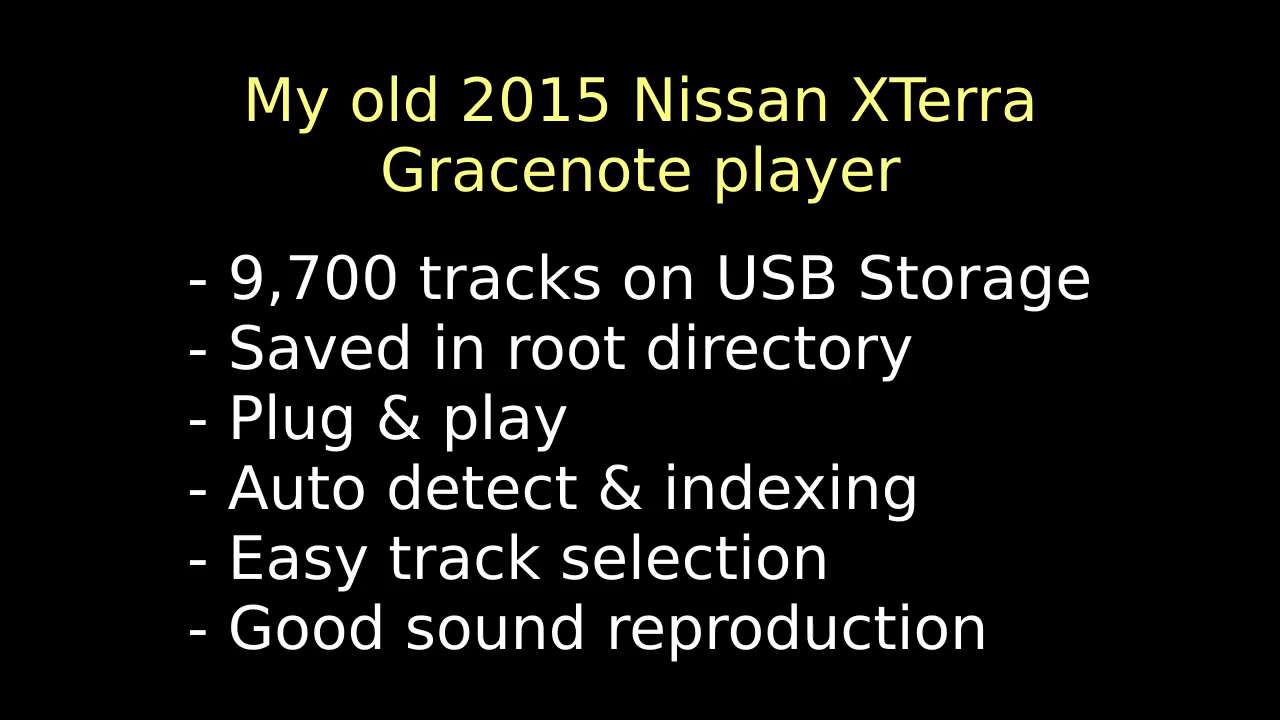 My old 2015 Nissan XTerra
Gracenote player
- 9,700 tracks on USB Storage
- Saved in root directory
- Plug & play
- Auto detect & indexing
- Easy track selection
- Good sound reproduction